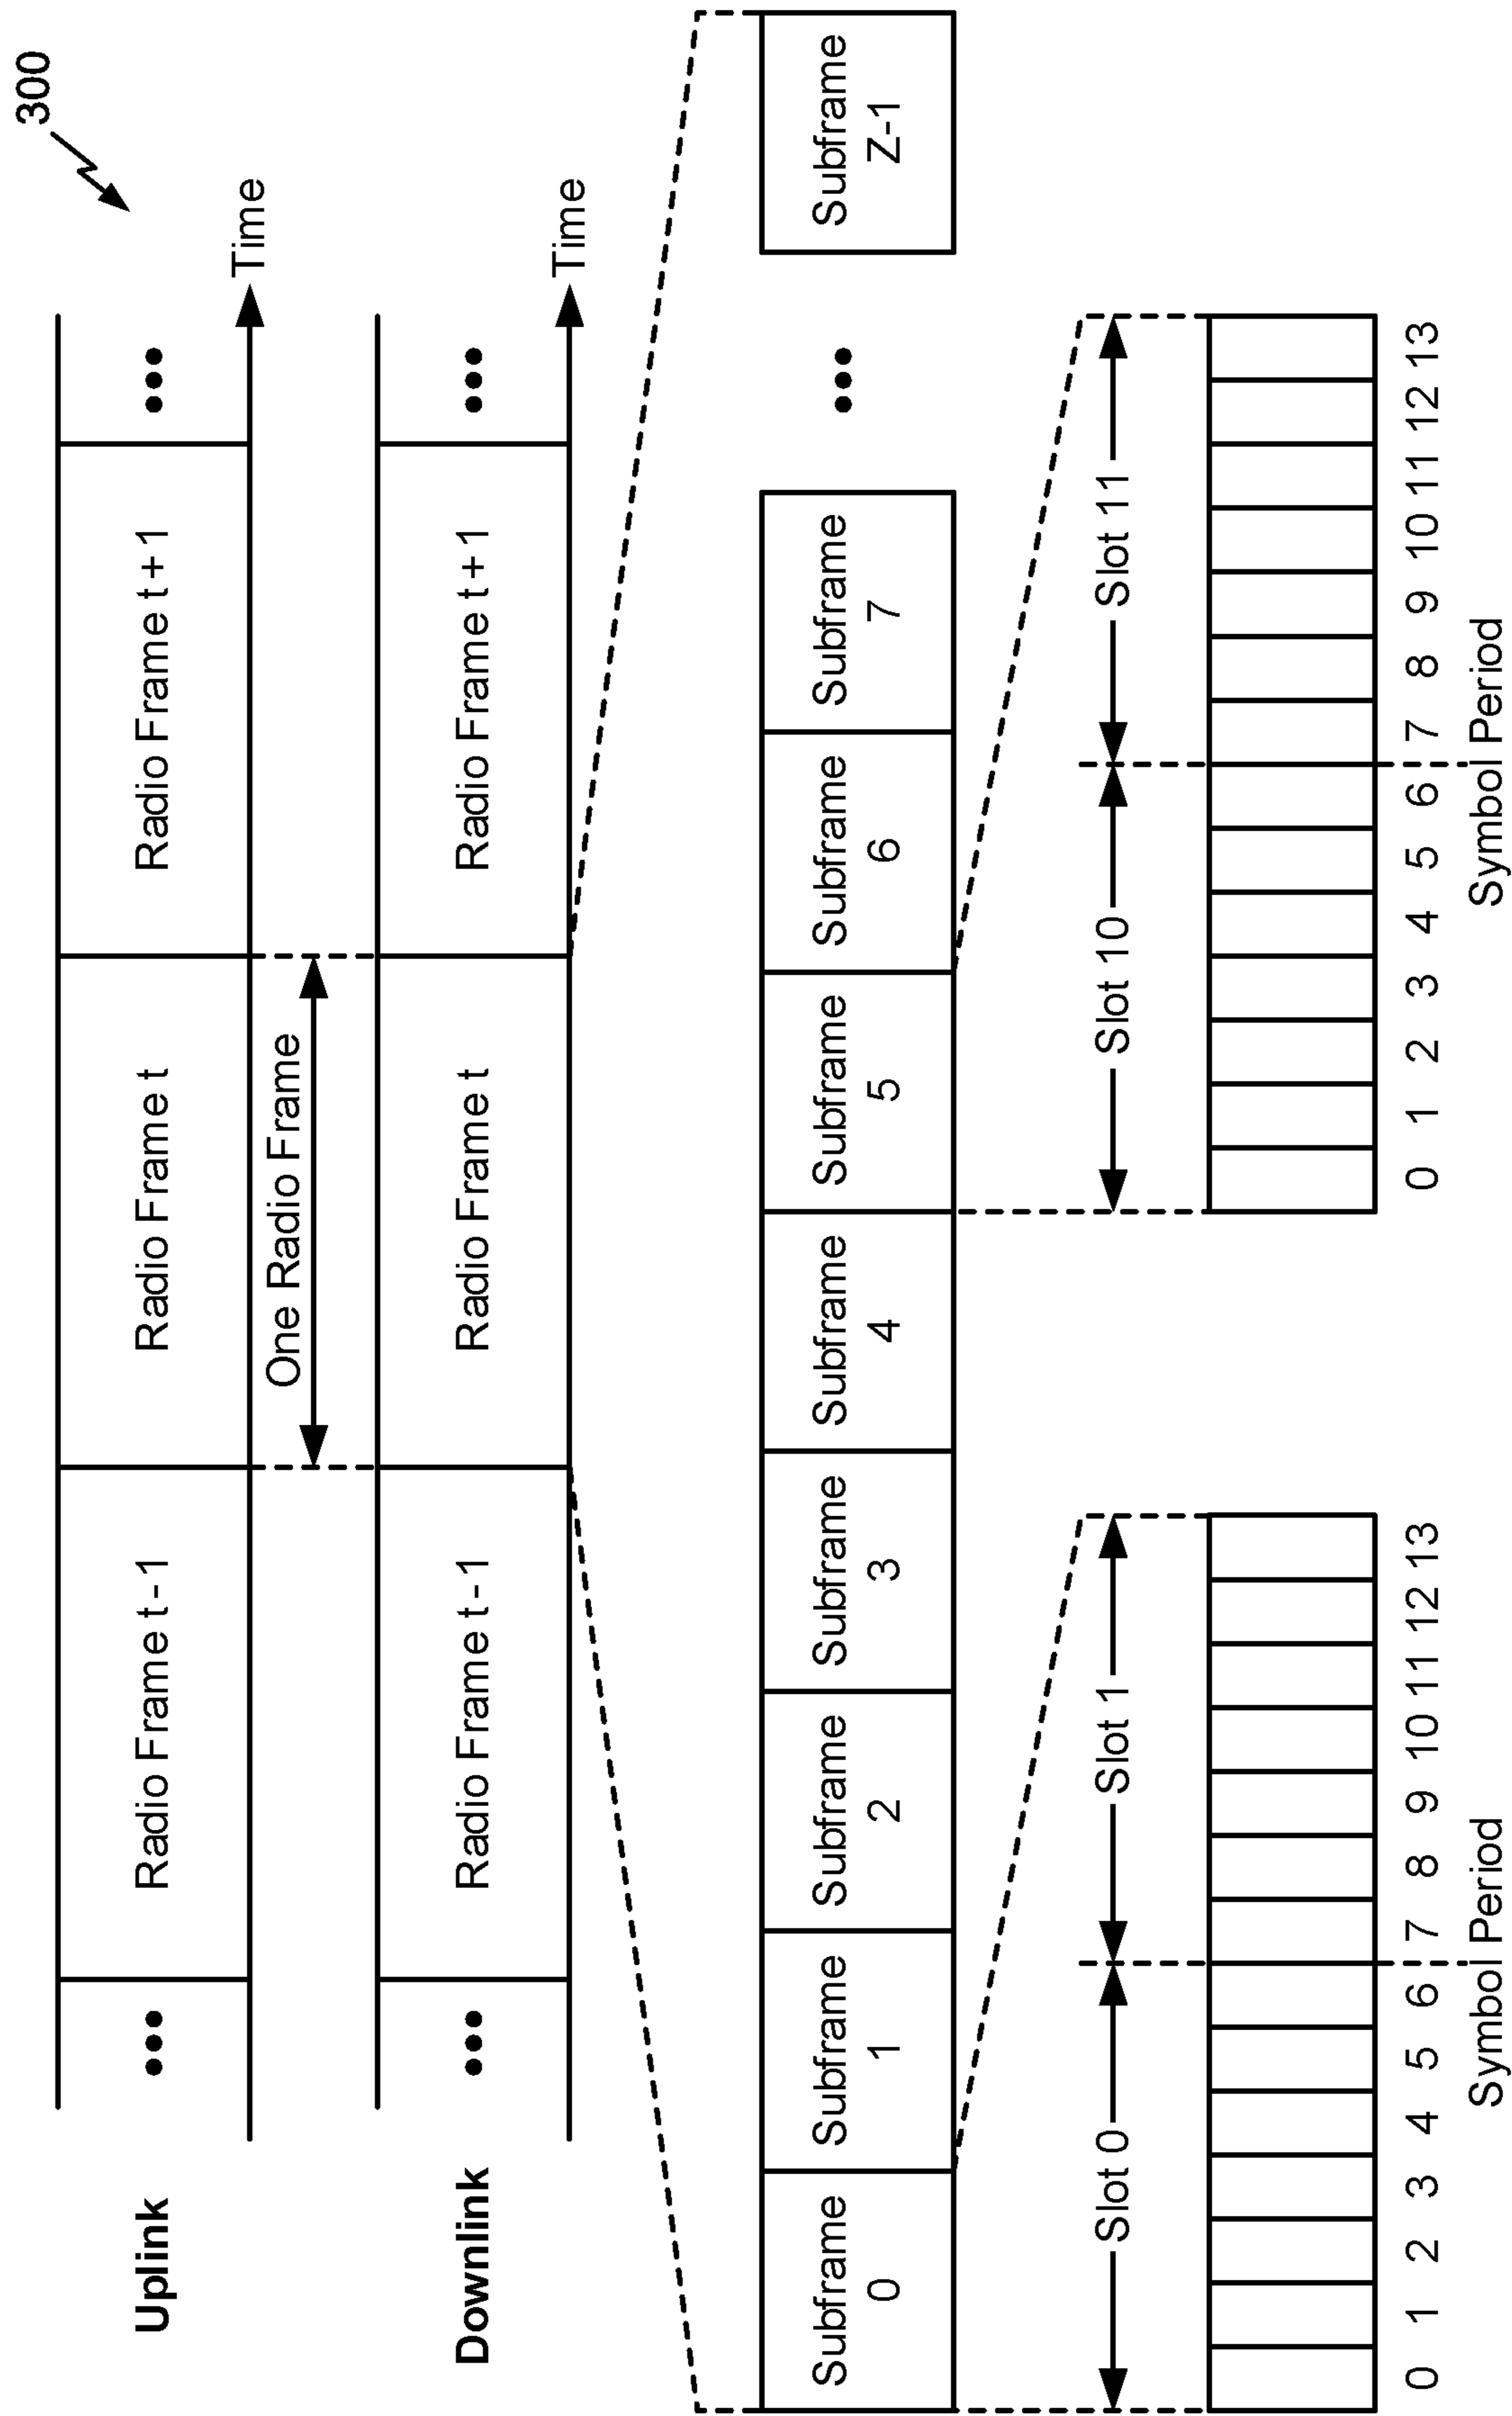 300
Uplink
••• Radio Frame t - 1 Radio Frame t Radio Frame t + 1 •••
Time
One Radio Frame
Downlink
••• Radio Frame t - 1 Radio Frame t Radio Frame t + 1 •••
Time
Subframe 0
Subframe 1
Subframe 2
Subframe 3
Subframe 4
Subframe 5
Subframe 6
Subframe 7
•••
Subframe Z-1
Slot 0 Slot 1
0 1 2 3 4 5 6 7 8 9 10 11 12 13
Symbol Period
Slot 10 Slot 11
0 1 2 3 4 5 6 7 8 9 10 11 12 13
Symbol Period